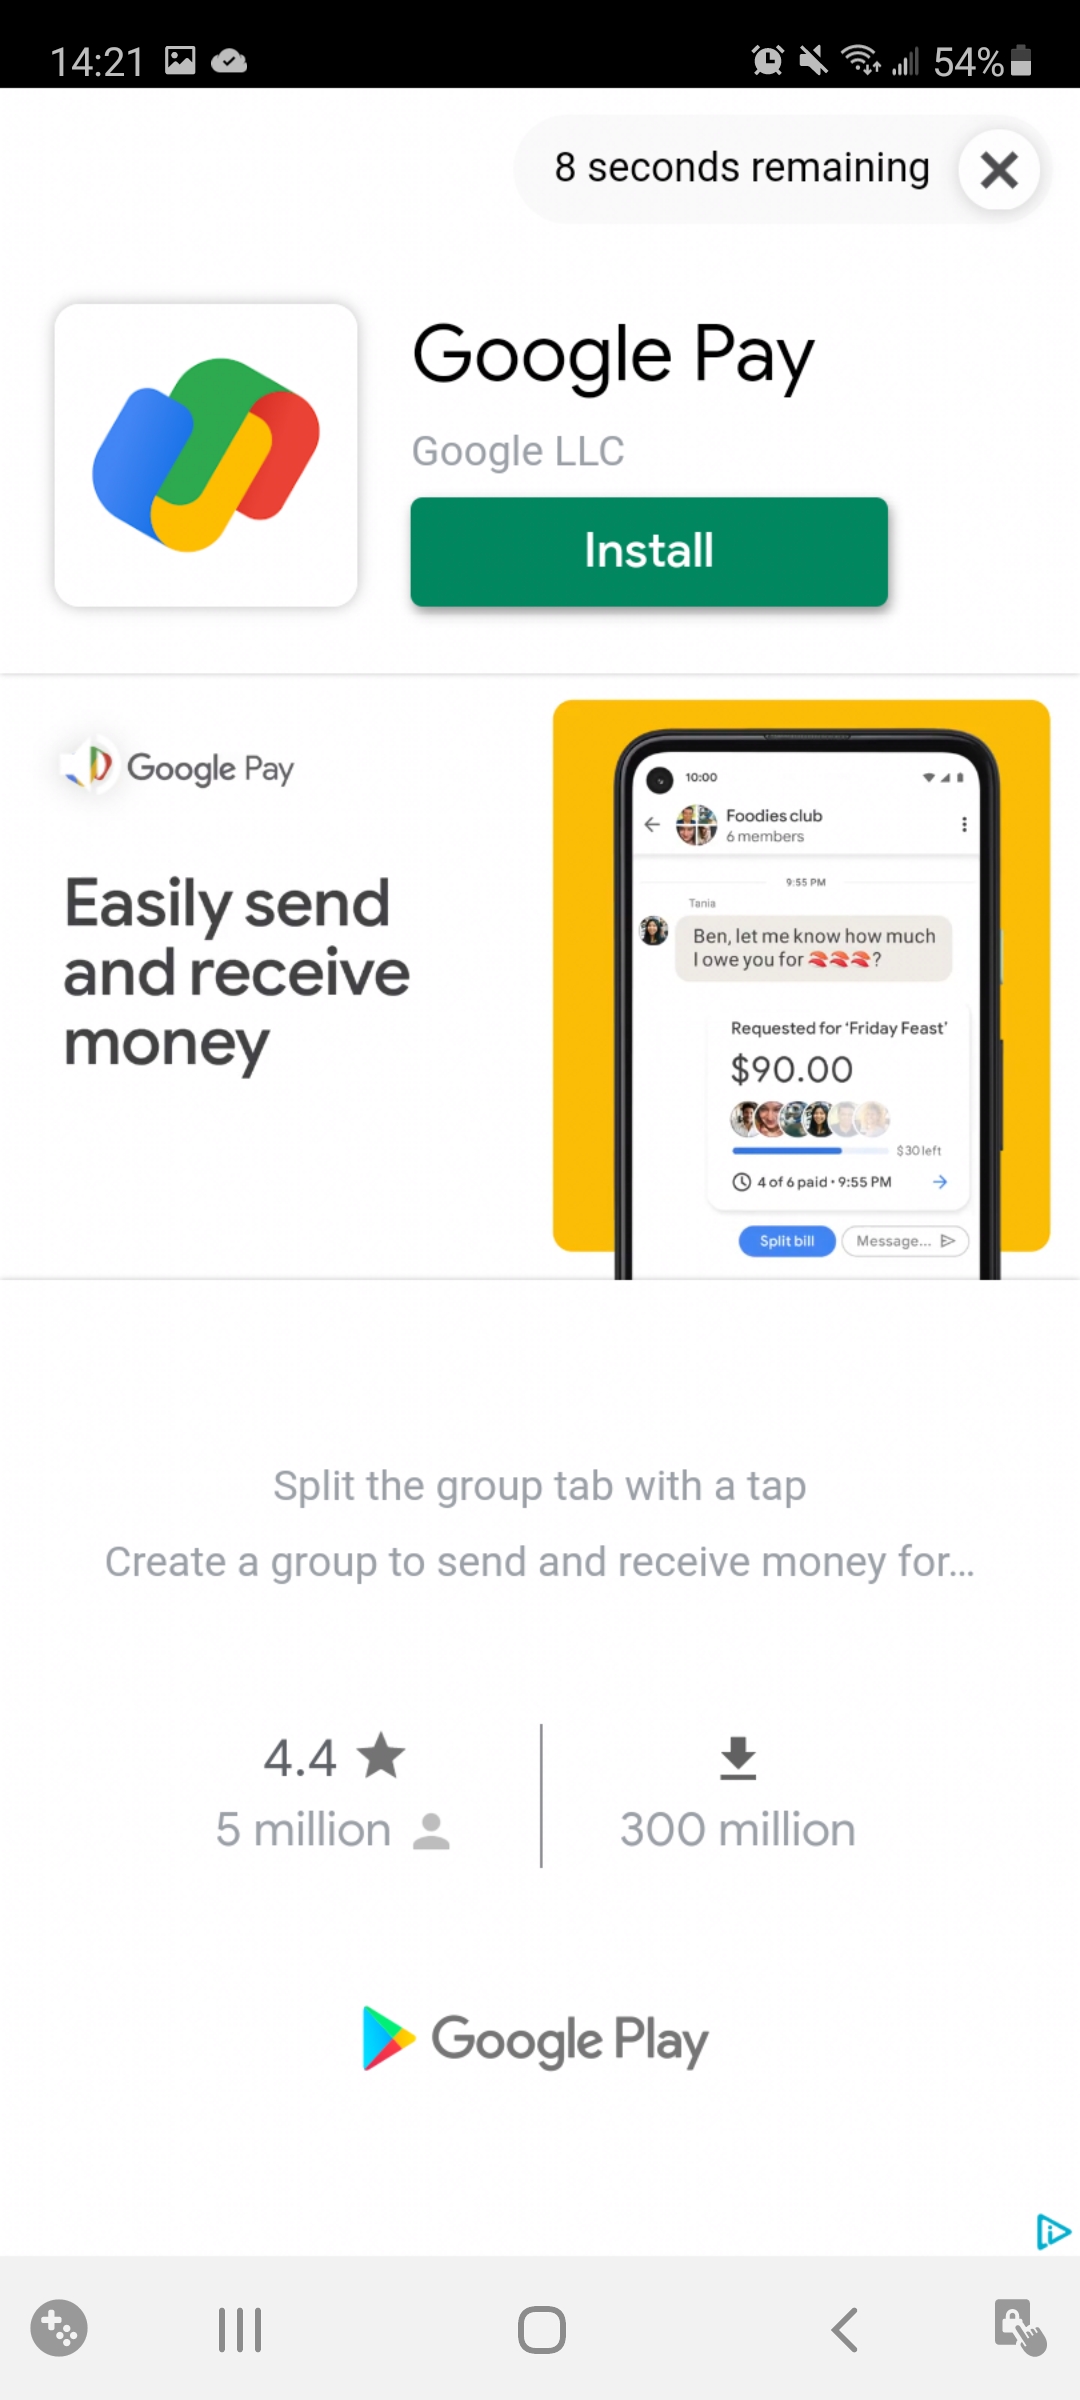 14:21
54%
8 seconds remaining
Google Pay
Google LLC
Install
Google Pay
Easily send
and receive
money
10:00
Foodies club
6 members
9:55 PM
Tania
Ben, let me know how much
I owe you for 🍣🍣🍣?
Requested for ‘Friday Feast’
$90.00
$30 left
4 of 6 paid • 9:55 PM
Split bill
Message...
Split the group tab with a tap
Create a group to send and receive money for...
4.4 ★
5 million
300 million
Google Play